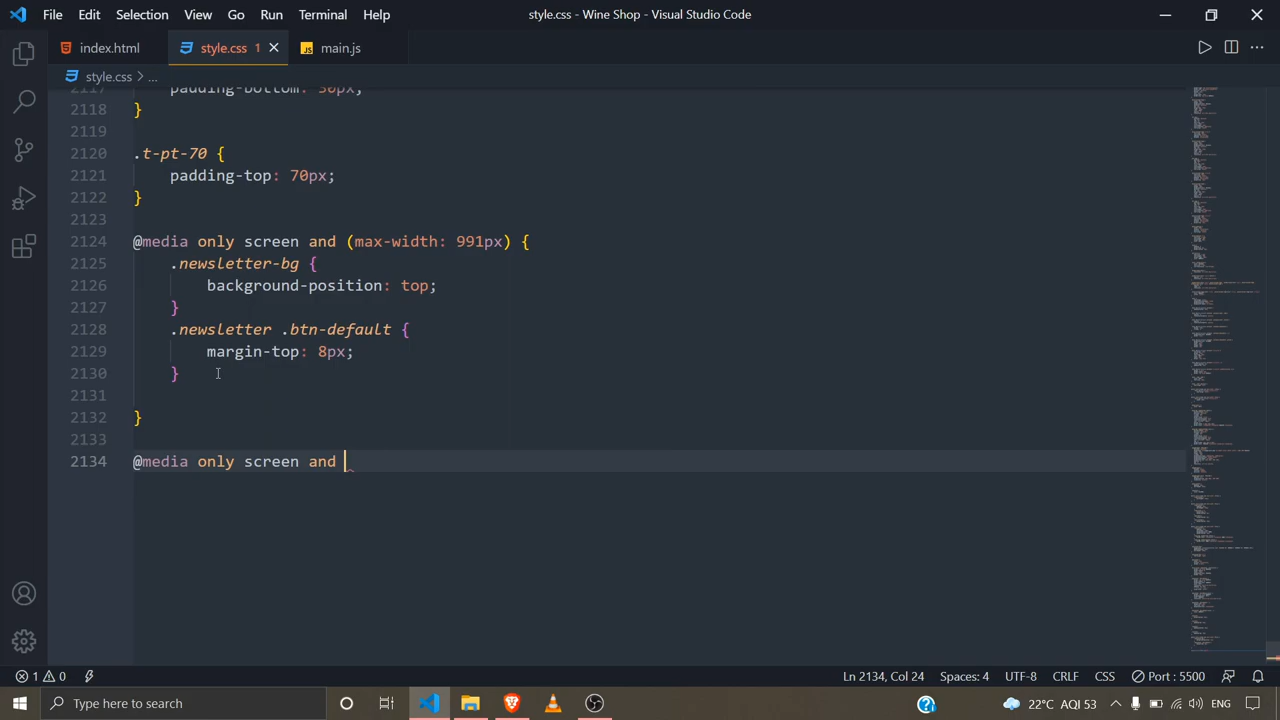 File Edit Selection View Go Run Terminal Help
style.css - Wine Shop - Visual Studio Code
index.html
style.css 1
main.js
style.css > ...
2117 padding-bottom: 30px;
2118 }
2119
2120 .t-pt-70 {
2121 padding-top: 70px;
2122 }
2123
2124 @media only screen and (max-width: 991px) {
2125 .newsletter-bg {
2126 background-position: top;
2127 }
2128 .newsletter .btn-default {
2129 margin-top: 8px;
2130 }
2131
2132 }
2133
2134 @media only screen and
1 0
Ln 2134, Col 24 Spaces: 4 UTF-8 CRLF CSS Port : 5500
Type here to search
22°C AQI 53 ENG